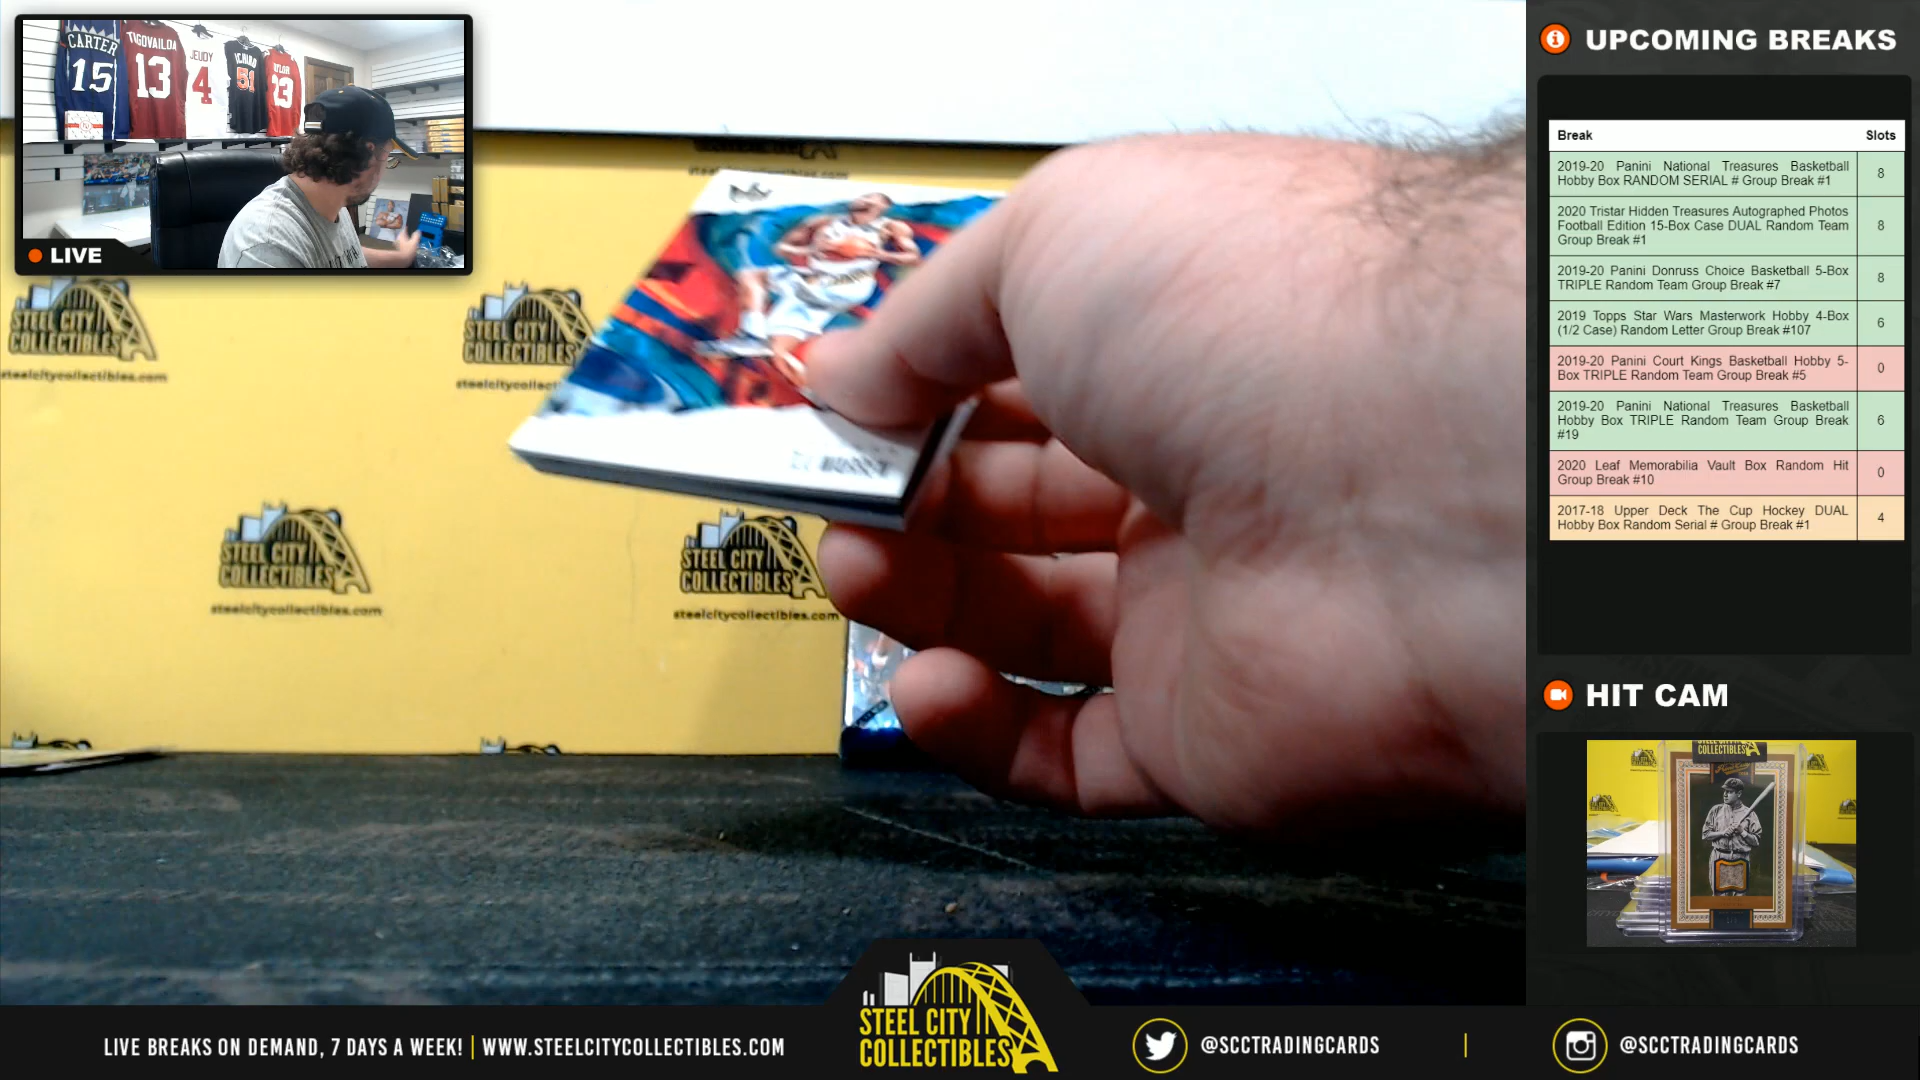 CARTER
15
13
JEUDY
4
ICHIRO
51
23
LIVE
STEEL CITY
COLLECTIBLES
STEEL CITY
COLLECTIBLES
steelcitycollectibles.com
STEEL CITY
COLLECTIBLES
steelcitycollectibles.com
STEEL CITY
COLLECTIBLES
steelcitycollectibles.com
UPCOMING BREAKS
Break Slots
2019-20 Panini National Treasures Basketball
Hobby Box RANDOM SERIAL # Group Break #1
8
2020 Tristar Hidden Treasures Autographed Photos
Football Edition 15-Box Case DUAL Random Team
Group Break #1
8
2019-20 Panini Donruss Choice Basketball 5-Box
TRIPLE Random Team Group Break #7
8
2019 Topps Star Wars Masterwork Hobby 4-Box
(1/2 Case) Random Letter Group Break #107
6
2019-20 Panini Court Kings Basketball Hobby 5-
Box TRIPLE Random Team Group Break #5
0
2019-20 Panini National Treasures Basketball
Hobby Box TRIPLE Random Team Group Break
#19
6
2020 Leaf Memorabilia Vault Box Random Hit
Group Break #10
0
2017-18 Upper Deck The Cup Hockey DUAL
Hobby Box Random Serial # Group Break #1
4
HIT CAM
STEEL CITY
COLLECTIBLES
LIVE BREAKS ON DEMAND, 7 DAYS A WEEK! | WWW.STEELCITYCOLLECTIBLES.COM
STEEL CITY
COLLECTIBLES
@SCCTRADINGCARDS
@SCCTRADINGCARDS